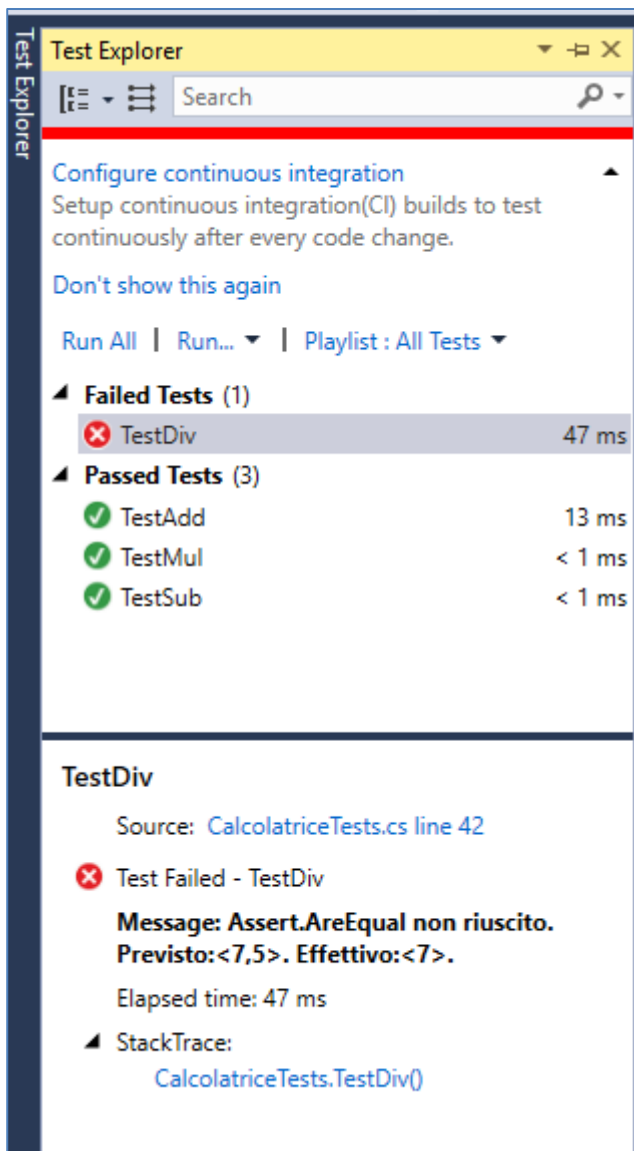 Test Explorer
Test Explorer
Search
Configure continuous integration
Setup continuous integration(CI) builds to test
continuously after every code change.
Don't show this again
Run All | Run... | Playlist : All Tests
Failed Tests (1)
TestDiv 47 ms
Passed Tests (3)
TestAdd 13 ms
TestMul < 1 ms
TestSub < 1 ms
TestDiv
Source: CalcolatriceTests.cs line 42
Test Failed - TestDiv
Message: Assert.AreEqual non riuscito.
Previsto:<7,5>. Effettivo:<7>.
Elapsed time: 47 ms
StackTrace:
CalcolatriceTests.TestDiv()